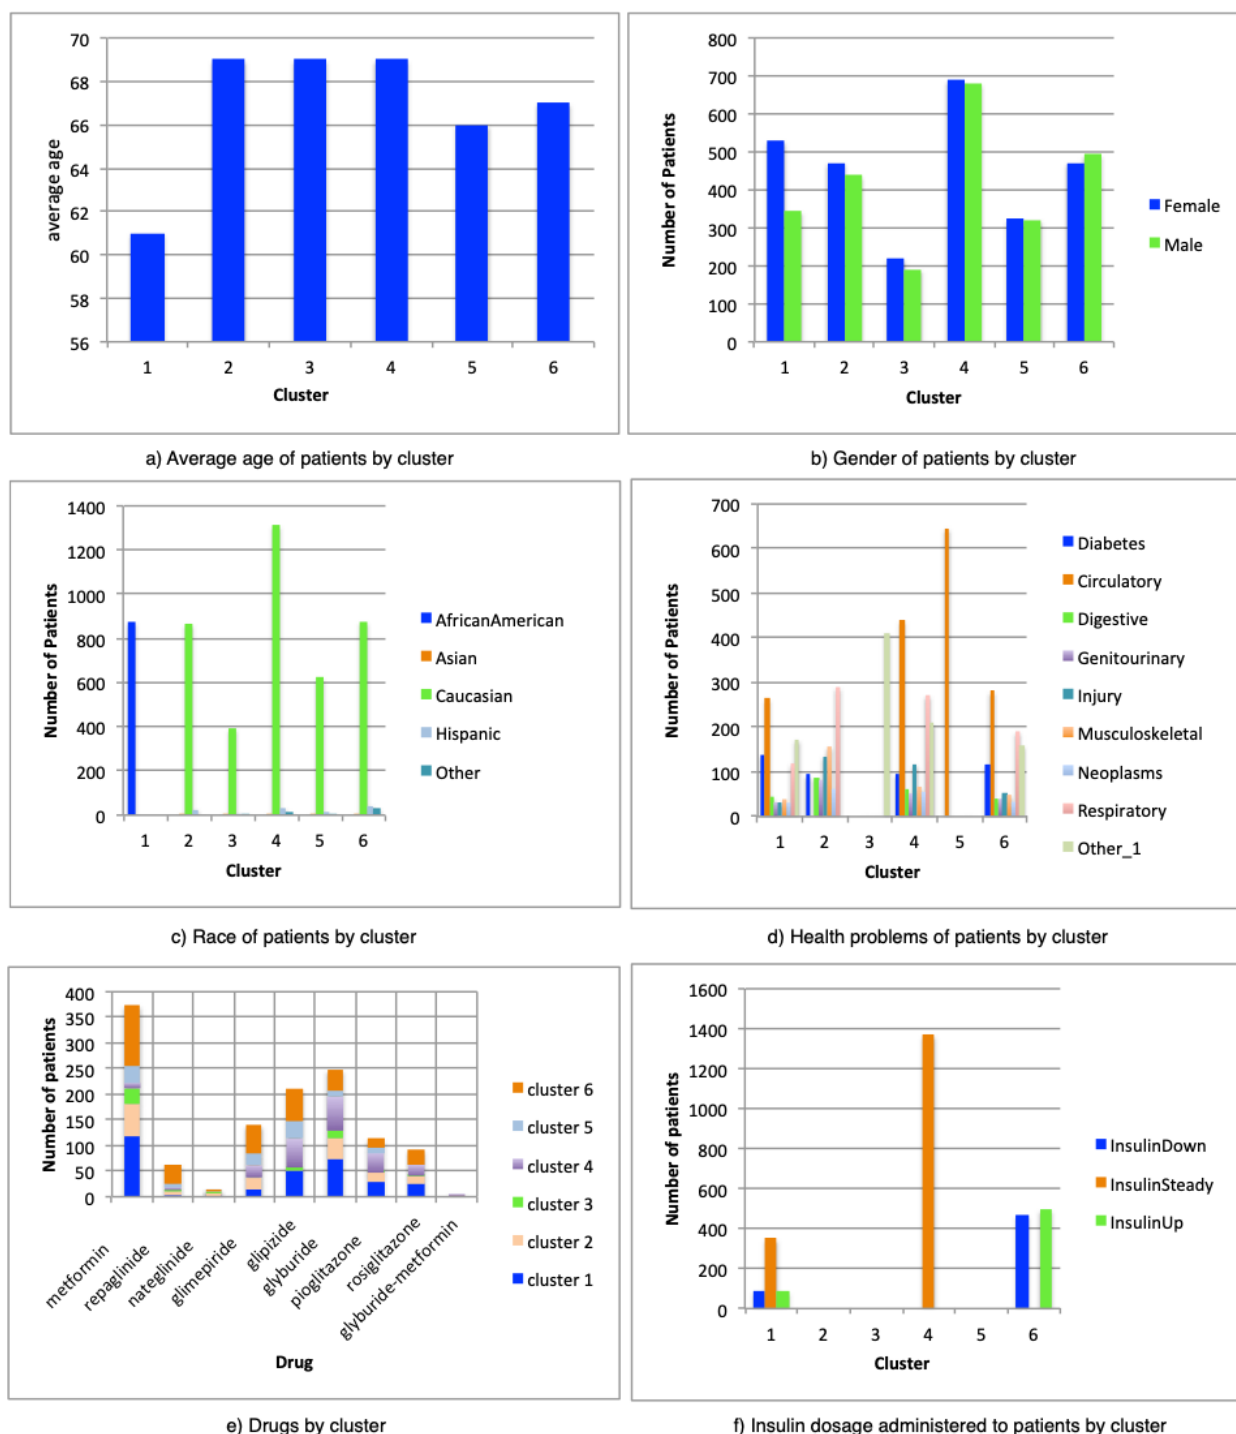 70
68
66
64
62
60
58
56
average age
1 2 3 4 5 6
Cluster
a) Average age of patients by cluster
800
700
600
500
400
300
200
100
0
Number of Patients
1 2 3 4 5 6
Cluster
Female
Male
b) Gender of patients by cluster
1400
1200
1000
800
600
400
200
0
Number of Patients
1 2 3 4 5 6
Cluster
AfricanAmerican
Asian
Caucasian
Hispanic
Other
c) Race of patients by cluster
700
600
500
400
300
200
100
0
Number of Patients
1 2 3 4 5 6
Cluster
Diabetes
Circulatory
Digestive
Genitourinary
Injury
Musculoskeletal
Neoplasms
Respiratory
Other_1
d) Health problems of patients by cluster
400
350
300
250
200
150
100
50
0
Number of patients
metformin
repaglinide
nateglinide
glimepiride
glipizide
glyburide
pioglitazone
rosiglitazone
glyburide-metformin
Drug
cluster 6
cluster 5
cluster 4
cluster 3
cluster 2
cluster 1
e) Drugs by cluster
1600
1400
1200
1000
800
600
400
200
0
Number of patients
1 2 3 4 5 6
Cluster
InsulinDown
InsulinSteady
InsulinUp
f) Insulin dosage administered to patients by cluster